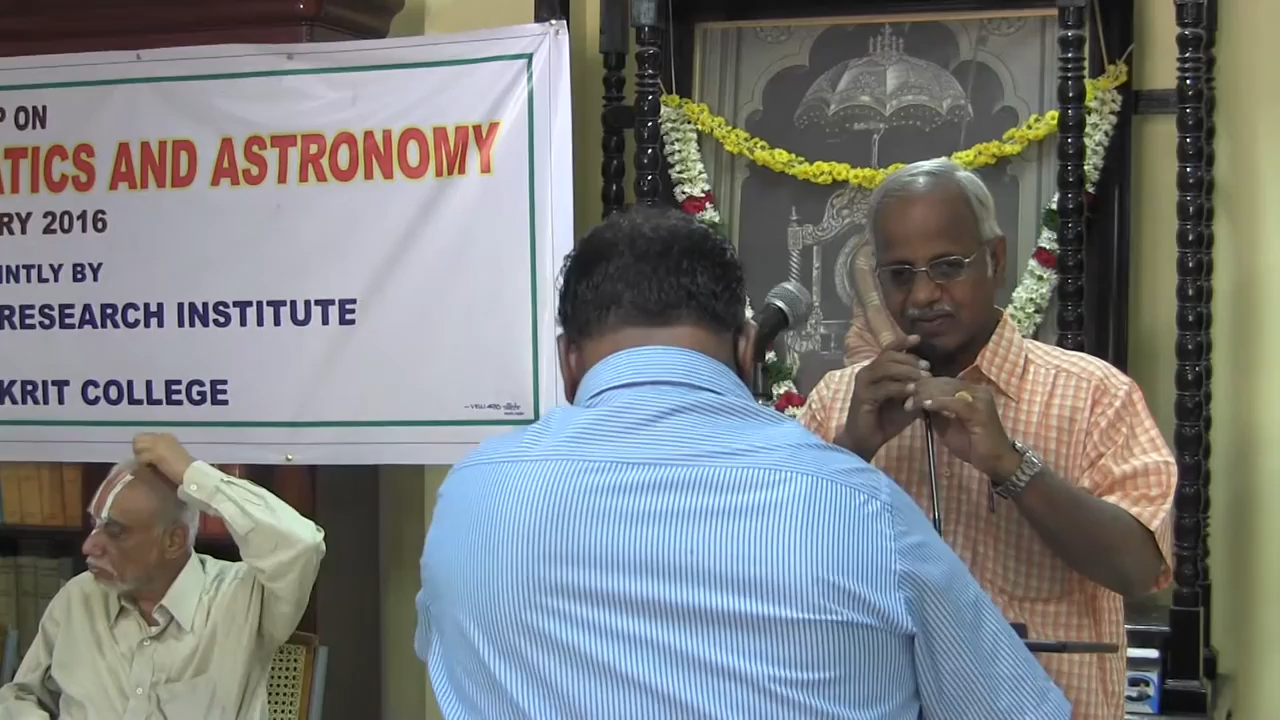 P ON
ATICS AND ASTRONOMY
RY 2016
INTLY BY
RESEARCH INSTITUTE
KRIT COLLEGE